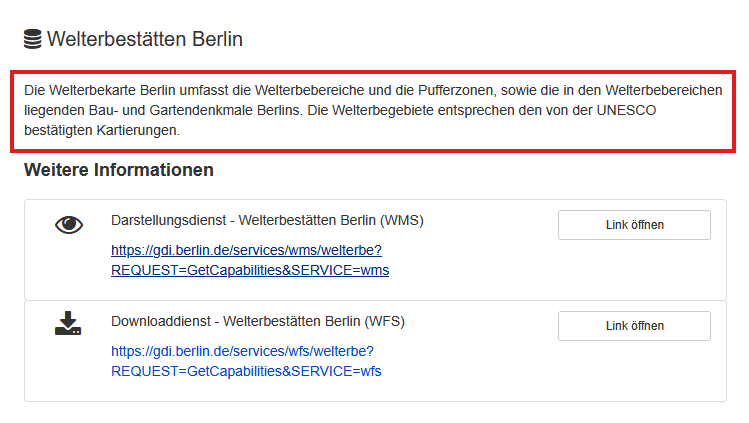 Welterbestätten Berlin
Die Welterbekarte Berlin umfasst die Welterbebereiche und die Pufferzonen, sowie die in den Welterbebereichen
liegenden Bau- und Gartendenkmale Berlins. Die Welterbegebiete entsprechen den von der UNESCO
bestätigten Kartierungen.
Weitere Informationen
Darstellungsdienst - Welterbestätten Berlin (WMS)
Link öffnen
https://gdi.berlin.de/services/wms/welterbe?
REQUEST=GetCapabilities&SERVICE=wms
Downloaddienst - Welterbestätten Berlin (WFS)
Link öffnen
https://gdi.berlin.de/services/wfs/welterbe?
REQUEST=GetCapabilities&SERVICE=wfs